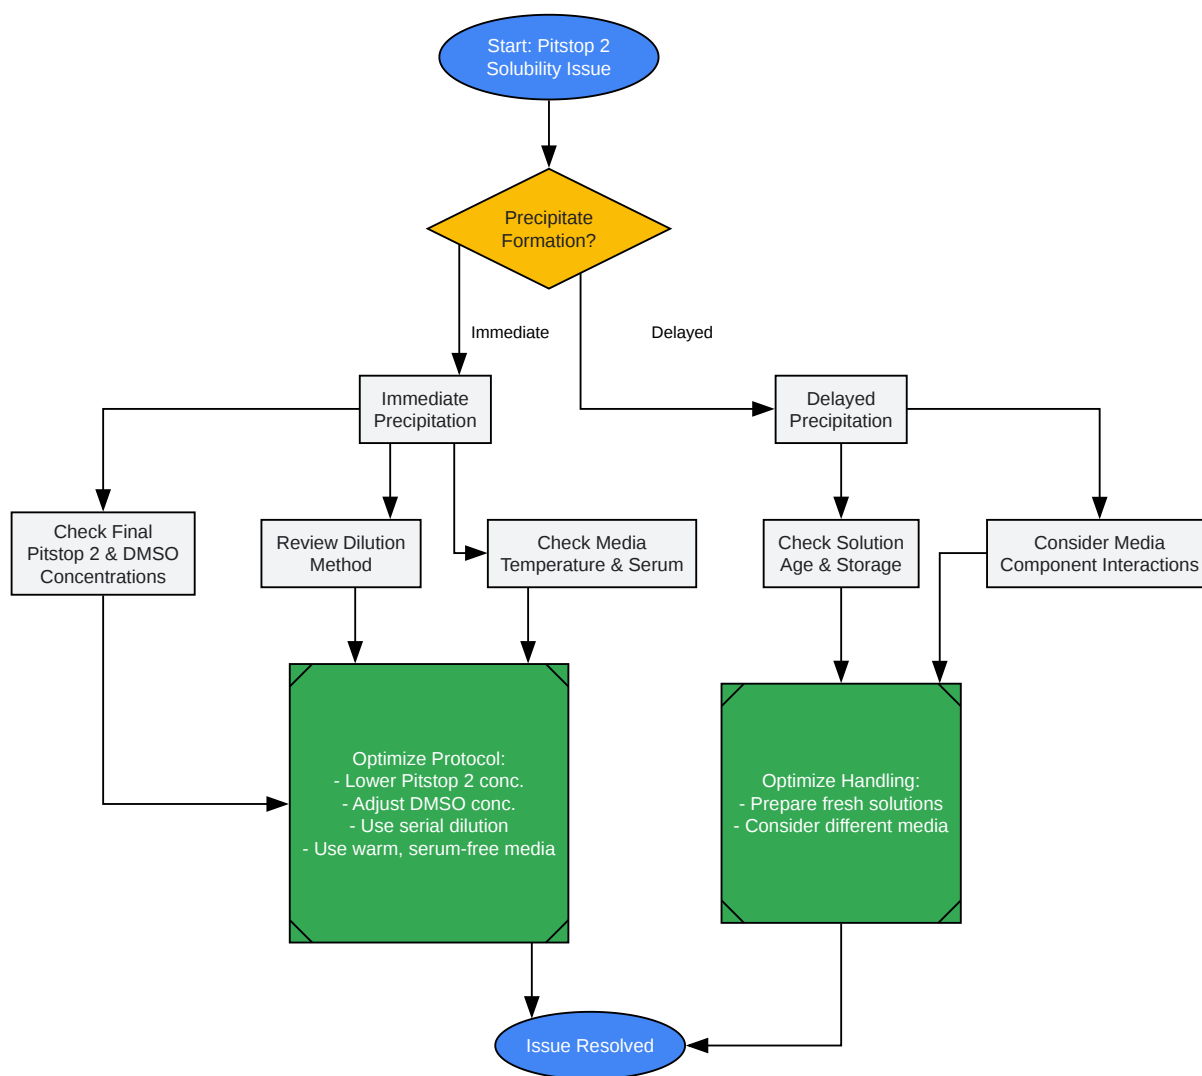 Start: Pitstop 2
Solubility Issue
Precipitate
Formation?
Immediate
Delayed
Immediate
Precipitation
Delayed
Precipitation
Check Final
Pitstop 2 & DMSO
Concentrations
Review Dilution
Method
Check Media
Temperature & Serum
Check Solution
Age & Storage
Consider Media
Component Interactions
Optimize Protocol:
- Lower Pitstop 2 conc.
- Adjust DMSO conc.
- Use serial dilution
- Use warm, serum-free media
Optimize Handling:
- Prepare fresh solutions
- Consider different media
Issue Resolved